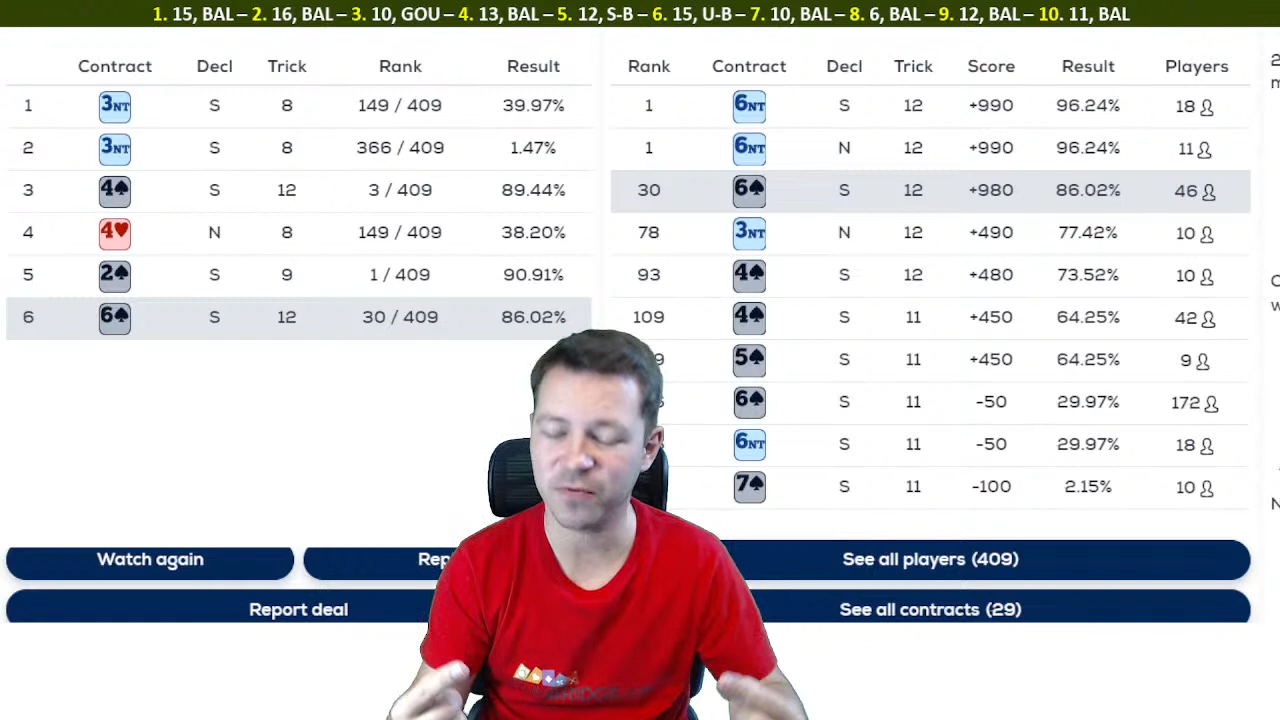 1. 15, BAL – 2. 16, BAL – 3. 10, GOU – 4. 13, BAL – 5. 12, S-B – 6. 15, U-B – 7. 10, BAL – 8. 6, BAL – 9. 12, BAL – 10. 11, BAL
Contract Decl Trick Rank Result
1 3NT S 8 149 / 409 39.97%
2 3NT S 8 366 / 409 1.47%
3 4♠ S 12 3 / 409 89.44%
4 4♥ N 8 149 / 409 38.20%
5 2♠ S 9 1 / 409 90.91%
6 6♠ S 12 30 / 409 86.02%
Watch again
Report deal
Rank Contract Decl Trick Score Result Players
1 6NT S 12 +990 96.24% 18
1 6NT N 12 +990 96.24% 11
30 6♠ S 12 +980 86.02% 46
78 3NT N 12 +490 77.42% 10
93 4♠ S 12 +480 73.52% 10
109 4♠ S 11 +450 64.25% 42
5♠ S 11 +450 64.25% 9
6♠ S 11 -50 29.97% 172
6NT S 11 -50 29.97% 18
7♠ S 11 -100 2.15% 10
See all players (409)
See all contracts (29)